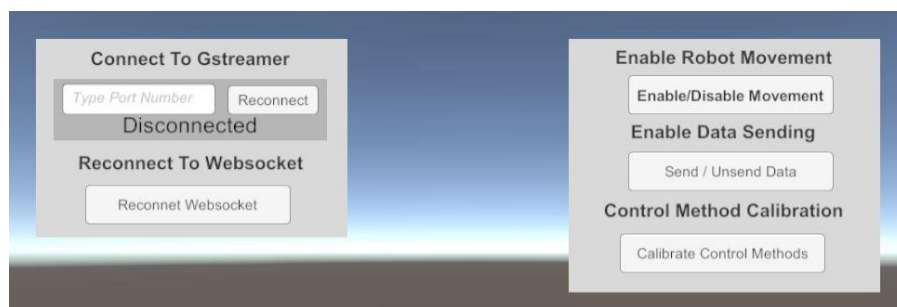 Connect To Gstreamer
Type Port Number
Reconnect
Disconnected
Reconnect To Websocket
Reconnet Websocket
Enable Robot Movement
Enable/Disable Movement
Enable Data Sending
Send / Unsend Data
Control Method Calibration
Calibrate Control Methods